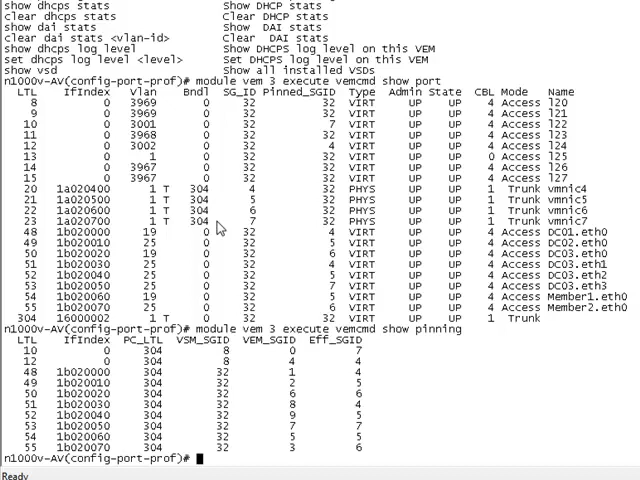 show dhcps stats Show DHCP stats
clear dhcps stats Clear DHCP stats
show dai stats Show DAI stats
clear dai stats <vlan-id> Clear DAI stats
show dhcps log level Show DHCPS log level on this VEM
set dhcps log level <level> Set DHCPS log level on this VEM
show vsd Show all installed VSDs
n1000v-AV(config-port-prof)# module vem 3 execute vemcmd show port
LTL IfIndex Vlan Bndl SG_ID Pinned_SGID Type Admin State CBL Mode Name
8 0 3969 0 32 32 VIRT UP UP 4 Access l20
9 0 3969 0 32 32 VIRT UP UP 4 Access l21
10 0 3001 0 32 7 VIRT UP UP 4 Access l22
11 0 3968 0 32 32 VIRT UP UP 4 Access l23
12 0 3002 0 32 4 VIRT UP UP 4 Access l24
13 0 1 0 32 32 VIRT UP UP 0 Access l25
14 0 3967 0 32 32 VIRT UP UP 4 Access l26
15 0 3967 0 32 32 VIRT UP UP 4 Access l27
20 1a020400 1 T 304 4 32 PHYS UP UP 1 Trunk vmnic4
21 1a020500 1 T 304 5 32 PHYS UP UP 1 Trunk vmnic5
22 1a020600 1 T 304 6 32 PHYS UP UP 1 Trunk vmnic6
23 1a020700 1 T 304 7 32 PHYS UP UP 1 Trunk vmnic7
48 1b020000 19 0 32 4 VIRT UP UP 4 Access DC01.eth0
49 1b020010 25 0 32 5 VIRT UP UP 4 Access DC02.eth0
50 1b020020 19 0 32 6 VIRT UP UP 4 Access DC03.eth0
51 1b020030 25 0 32 4 VIRT UP UP 4 Access DC03.eth1
52 1b020040 25 0 32 5 VIRT UP UP 4 Access DC03.eth2
53 1b020050 25 0 32 7 VIRT UP UP 4 Access DC03.eth3
54 1b020060 19 0 32 5 VIRT UP UP 4 Access Member1.eth0
55 1b020070 25 0 32 6 VIRT UP UP 4 Access Member2.eth0
304 16000002 1 T 0 32 32 VIRT UP UP 1 Trunk
n1000v-AV(config-port-prof)# module vem 3 execute vemcmd show pinning
LTL IfIndex PC_LTL VSM_SGID VEM_SGID Eff_SGID
10 0 304 8 0 7
12 0 304 8 4 4
48 1b020000 304 32 1 4
49 1b020010 304 32 2 5
50 1b020020 304 32 6 6
51 1b020030 304 32 8 4
52 1b020040 304 32 9 5
53 1b020050 304 32 7 7
54 1b020060 304 32 5 5
55 1b020070 304 32 3 6
n1000v-AV(config-port-prof)#
Ready